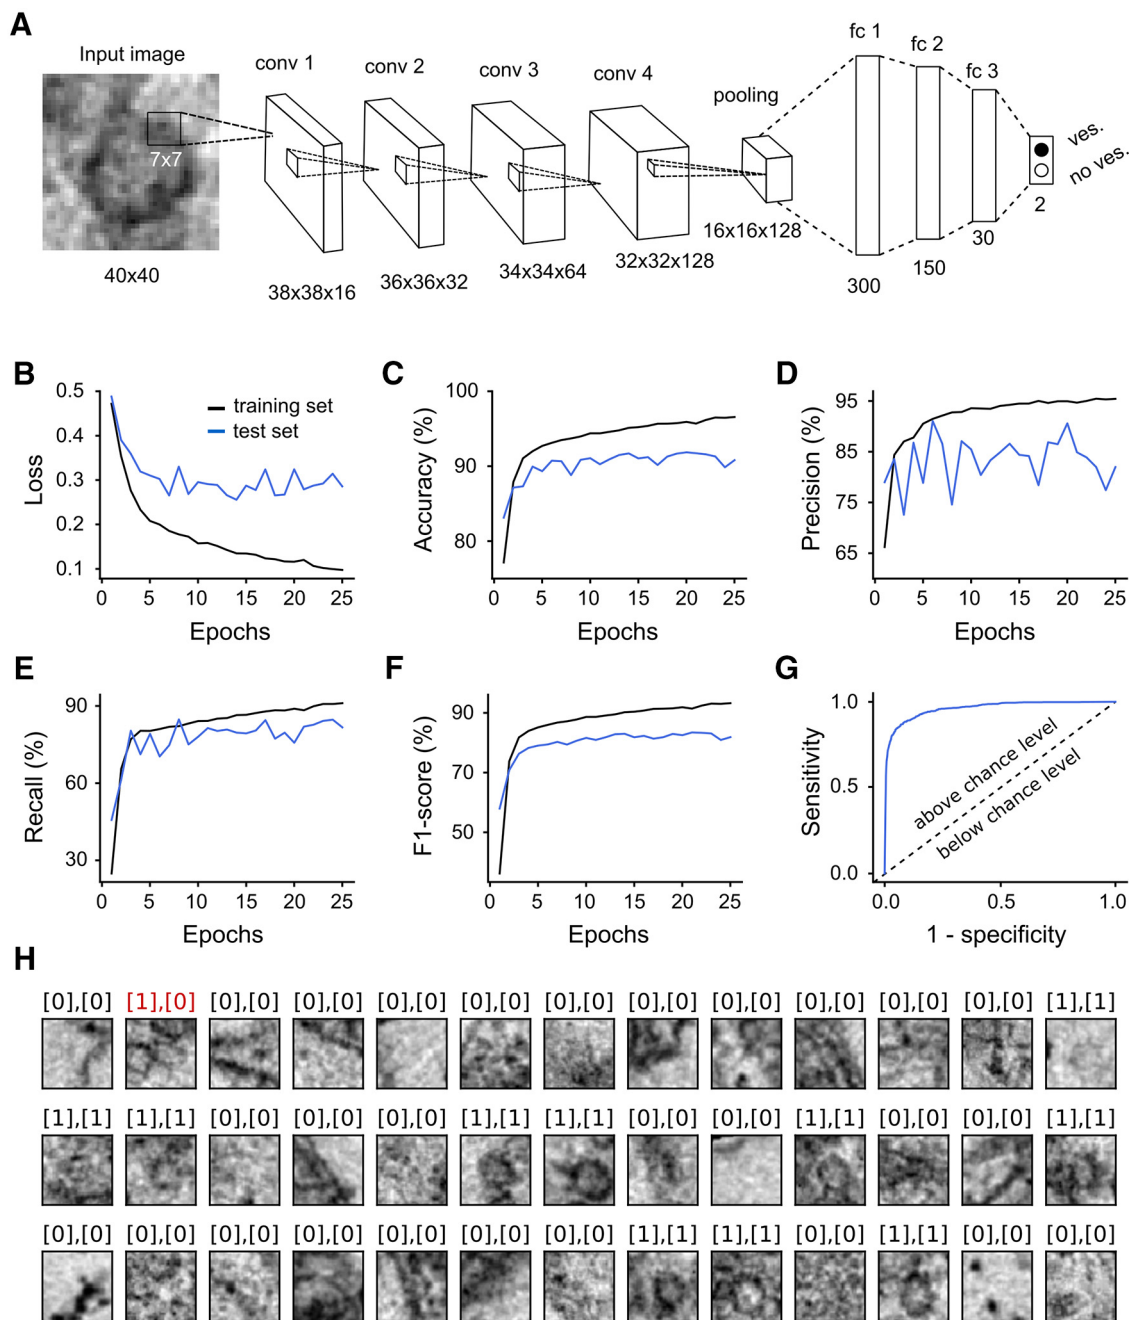 A
Input image
7x7
40x40
conv 1
38x38x16
conv 2
36x36x32
conv 3
34x34x64
conv 4
32x32x128
pooling
16x16x128
fc 1
300
fc 2
150
fc 3
30
2
ves.
no ves.
B
Loss
0.5
0.4
0.3
0.2
0.1
training set
test set
0 5 10 15 20 25
Epochs
C
Accuracy (%)
100
90
80
0 5 10 15 20 25
Epochs
D
Precision (%)
95
85
75
65
0 5 10 15 20 25
Epochs
E
Recall (%)
90
60
30
0 5 10 15 20 25
Epochs
F
F1-score (%)
90
70
50
0 5 10 15 20 25
Epochs
G
Sensitivity
1.0
0.5
0.0
above chance level
below chance level
0.0 0.5 1.0
1 - specificity
H
[0],[0] [1],[0] [0],[0] [0],[0] [0],[0] [0],[0] [0],[0] [0],[0] [0],[0] [0],[0] [0],[0] [0],[0] [1],[1]
[1],[1] [1],[1] [0],[0] [0],[0] [0],[0] [1],[1] [1],[1] [0],[0] [0],[0] [1],[1] [0],[0] [0],[0] [1],[1]
[0],[0] [0],[0] [0],[0] [0],[0] [0],[0] [0],[0] [0],[0] [1],[1] [1],[1] [0],[0] [1],[1] [0],[0] [0],[0]